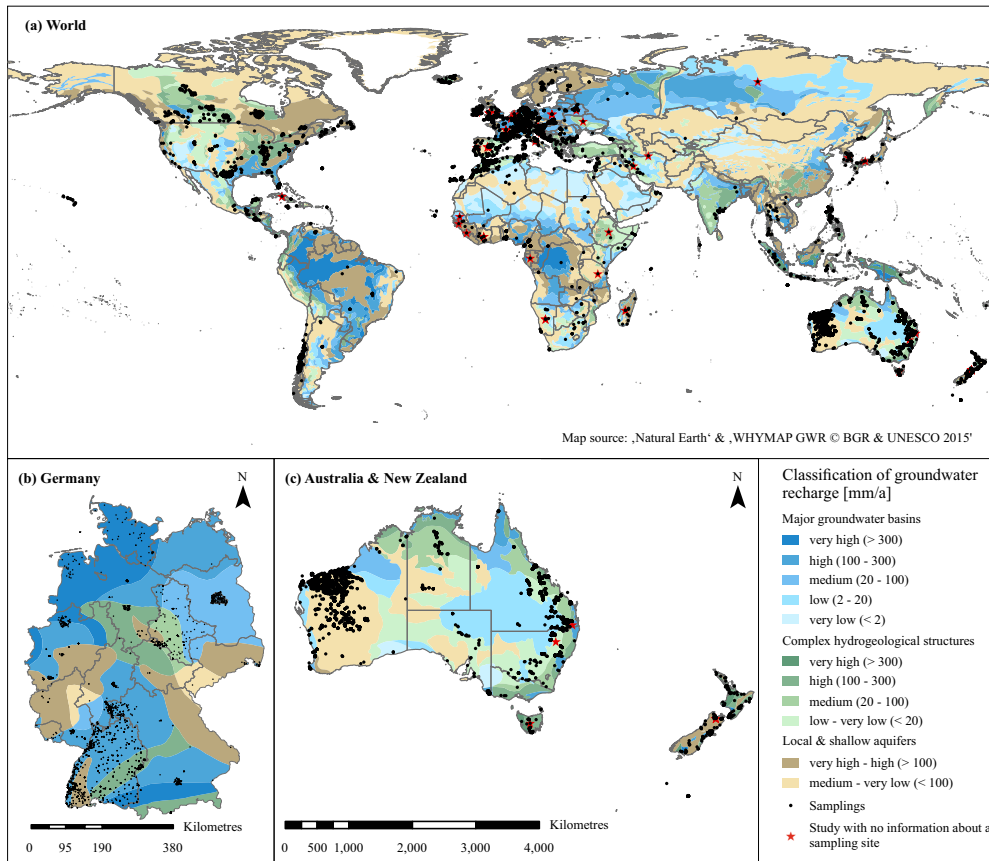 (a) World
Map source: ‚Natural Earth‘ & ‚WHYMAP GWR © BGR & UNESCO 2015'
(b) Germany
N
Kilometres
0 95 190 380
(c) Australia & New Zealand
N
Kilometres
0 500 1,000 2,000 3,000 4,000
Classification of groundwater
recharge [mm/a]
Major groundwater basins
very high (> 300)
high (100 - 300)
medium (20 - 100)
low (2 - 20)
very low (< 2)
Complex hydrogeological structures
very high (> 300)
high (100 - 300)
medium (20 - 100)
low - very low (< 20)
Local & shallow aquifers
very high - high (> 100)
medium - very low (< 100)
Samplings
Study with no information about a
sampling site